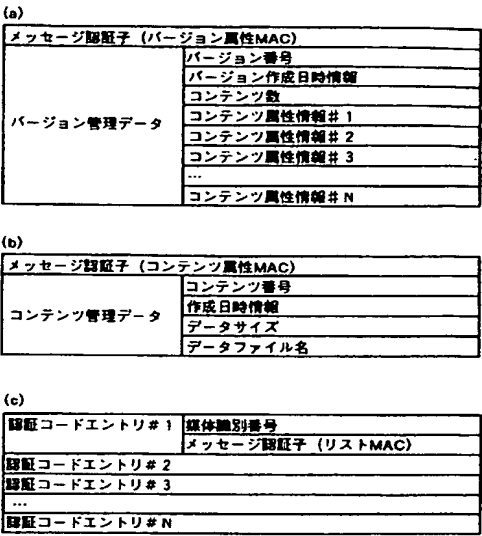 (a)
メッセージ認証子（バージョン属性MAC）
バージョン管理データ
バージョン番号
バージョン作成日時情報
コンテンツ数
コンテンツ属性情報＃1
コンテンツ属性情報＃2
コンテンツ属性情報＃3
…
コンテンツ属性情報＃N
(b)
メッセージ認証子（コンテンツ属性MAC）
コンテンツ管理データ
コンテンツ番号
作成日時情報
データサイズ
データファイル名
(c)
認証コードエントリ＃1
媒体識別番号
メッセージ認証子（リストMAC）
認証コードエントリ＃2
認証コードエントリ＃3
…
認証コードエントリ＃N